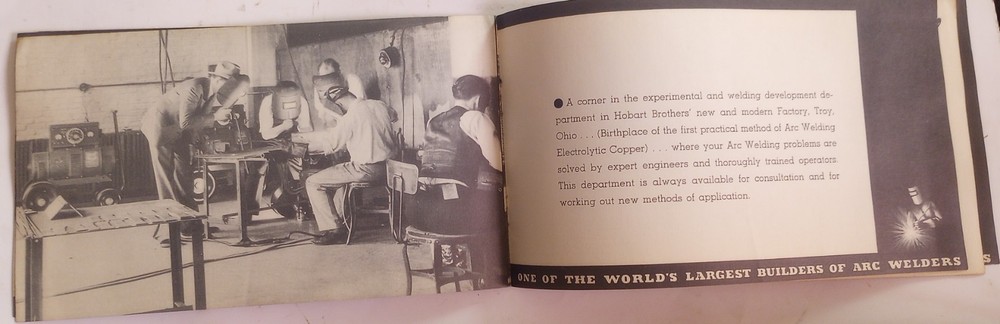 ● A corner in the experimental and welding development de-
partment in Hobart Brothers' new and modern Factory, Troy,
Ohio . . . (Birthplace of the first practical method of Arc Welding
Electrolytic Copper) . . . where your Arc Welding problems are
solved by expert engineers and thoroughly trained operators.
This department is always available for consultation and for
working out new methods of application.
ONE OF THE WORLD'S LARGEST BUILDERS OF ARC WELDERS
S